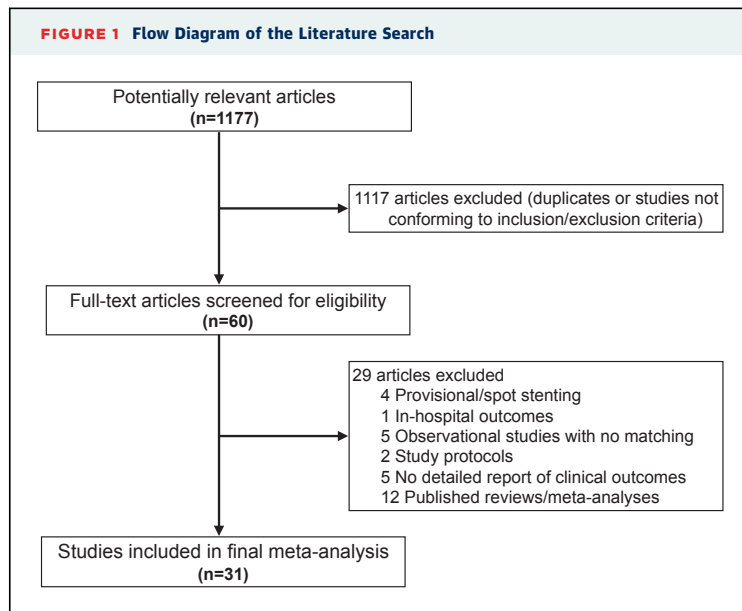 FIGURE 1 Flow Diagram of the Literature Search
Potentially relevant articles
(n=1177)
1117 articles excluded (duplicates or studies not
conforming to inclusion/exclusion criteria)
Full-text articles screened for eligibility
(n=60)
29 articles excluded
4 Provisional/spot stenting
1 In-hospital outcomes
5 Observational studies with no matching
2 Study protocols
5 No detailed report of clinical outcomes
12 Published reviews/meta-analyses
Studies included in final meta-analysis
(n=31)